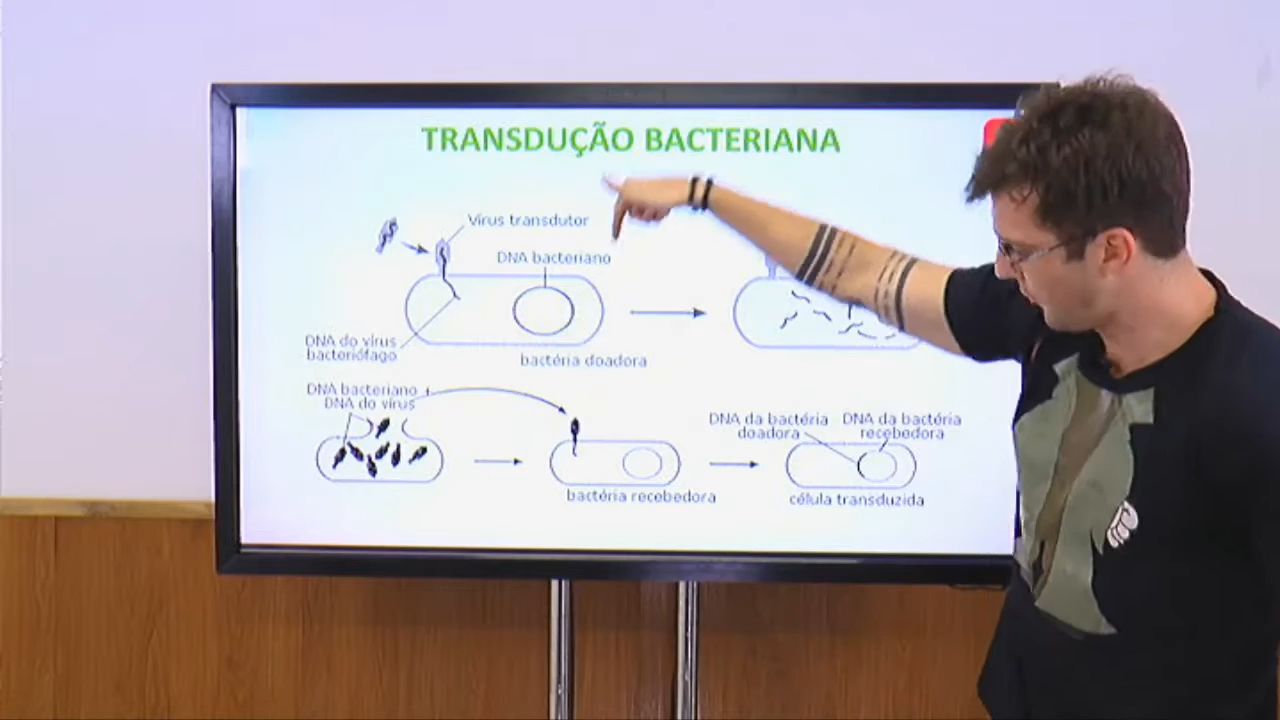 TRANSDUÇÃO BACTERIANA
Vírus transdutor
DNA bacteriano
DNA do vírus
bacteriófago
bactéria doadora
DNA bacteriano +
DNA do vírus
DNA da bactéria
doadora
DNA da bactéria
recebedora
bactéria recebedora
célula transduzida